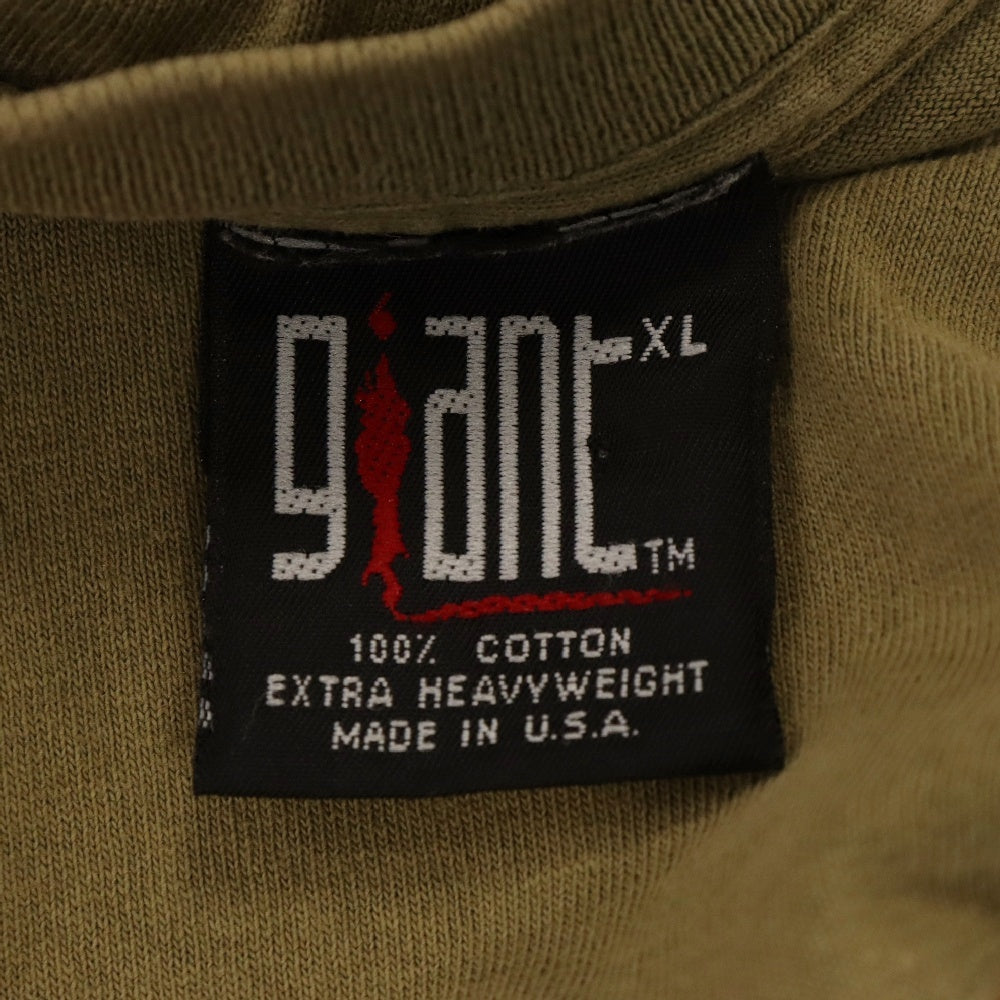 giant XL
TM
100% COTTON
EXTRA HEAVYWEIGHT
MADE IN U.S.A.